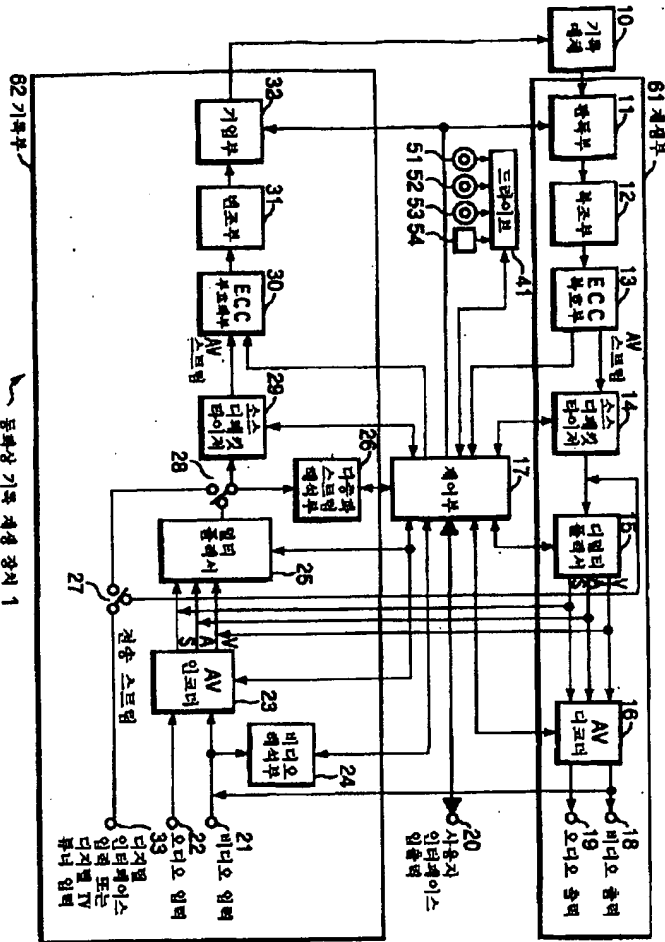 동화상 기록 재생 장치 1
61 재생부
10
기록
매체
11
판독부
12
복조부
13
ECC
복호부
AV
스트림
14
소스
디패킷
타이저
15
디멀티
플렉서
V
A
S
16
AV
디코더
18
비디오 출력
19
오디오 출력
51
52
53
54
드라이브
41
제어부
17
20
사용자
인터페이스
입출력
62 기록부
32
기입부
31
변조부
30
ECC
부호화부
AV
스트림
29
소스
디패킷
타이저
28
26
다중화
스트림
해석부
멀티
플렉서
25
27
V
A
S
전송 스트림
AV
인코더
23
비디오
해석부
24
21
비디오 입력
22
오디오 입력
33
디지털
인터페이스
입력 또는
디지털 TV
튜너 입력